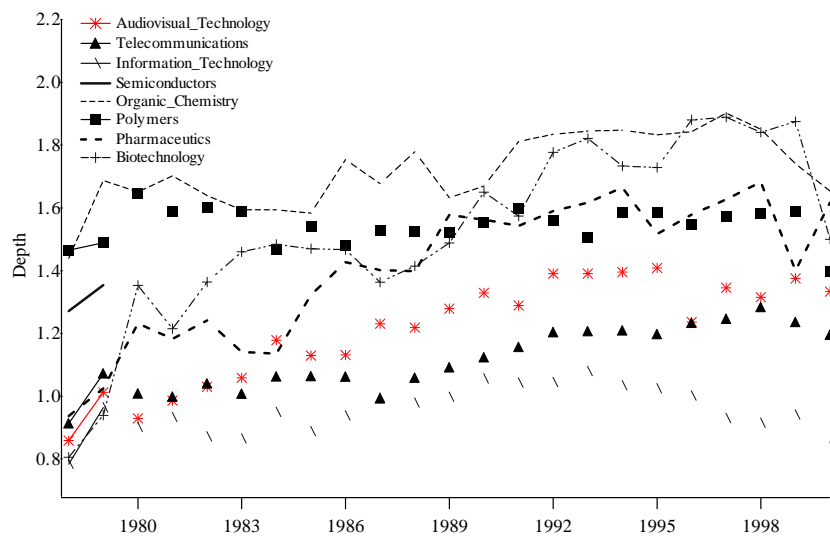 2.2
2.0
1.8
1.6
1.4
1.2
1.0
0.8
Depth
Audiovisual_Technology
Telecommunications
Information_Technology
Semiconductors
Organic_Chemistry
Polymers
Pharmaceutics
Biotechnology
1980 1983 1986 1989 1992 1995 1998